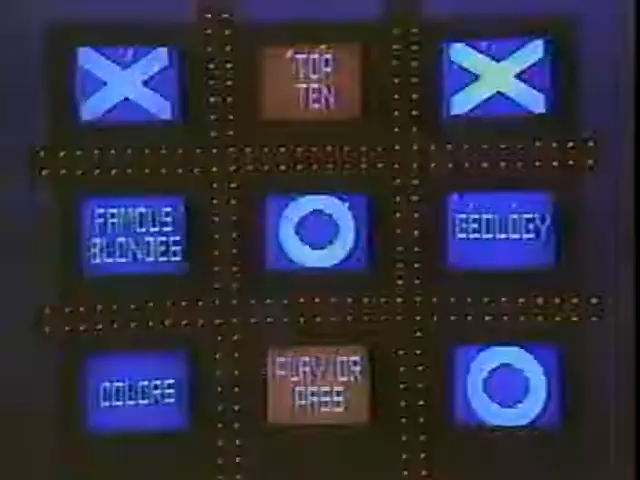 X
TOP
TEN
X
FAMOUS
BLONDES
O
GEOLOGY
COLORS
PLAY OR
PASS
O